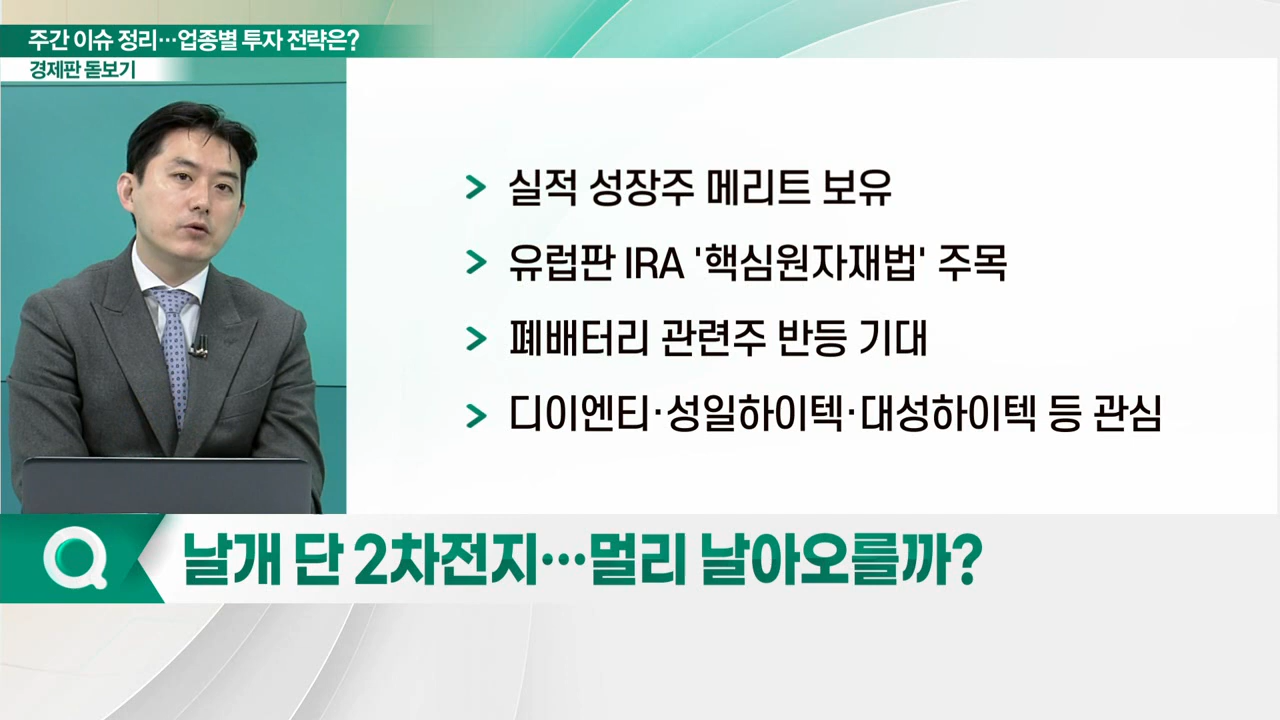 주간 이슈 정리…업종별 투자 전략은?
경제판 돋보기
> 실적 성장주 메리트 보유
> 유럽판 IRA '핵심원자재법' 주목
> 폐배터리 관련주 반등 기대
> 디이엔티·성일하이텍·대성하이텍 등 관심
Q 날개 단 2차전지…멀리 날아오를까?